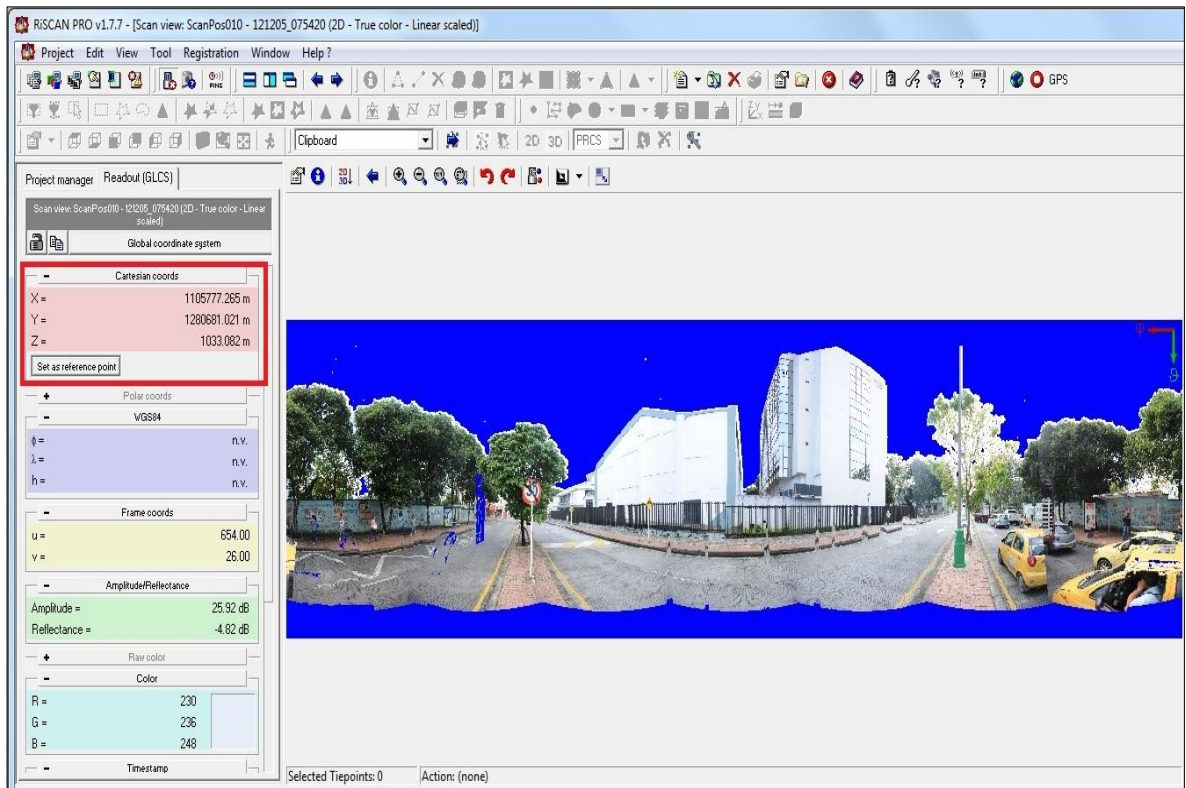 RiSCAN PRO v1.7.7 - [Scan view: ScanPos010 - 121205_075420 (2D - True color - Linear scaled)]
Project Edit View Tool Registration Window Help ?
PING GPS
Clipboard 2D 3D PRCS
Project manager Readout (GLCS)
Scan view: ScanPos010 - 121205_075420 (2D - True color - Linear
scaled)
Global coordinate system
- Cartesian coords
X = 1105777.265 m
Y = 1280681.021 m
Z = 1033.082 m
Set as reference point
+ Polar coords
- WGS84
ϕ = n.v.
λ = n.v.
h = n.v.
- Frame coords
u = 654.00
v = 26.00
- Amplitude/Reflectance
Amplitude = 25.92 dB
Reflectance = -4.82 dB
+ Raw color
- Color
R = 230
G = 236
B = 248
- Timestamp
φ
ϑ
Selected Tiepoints: 0 Action: (none)